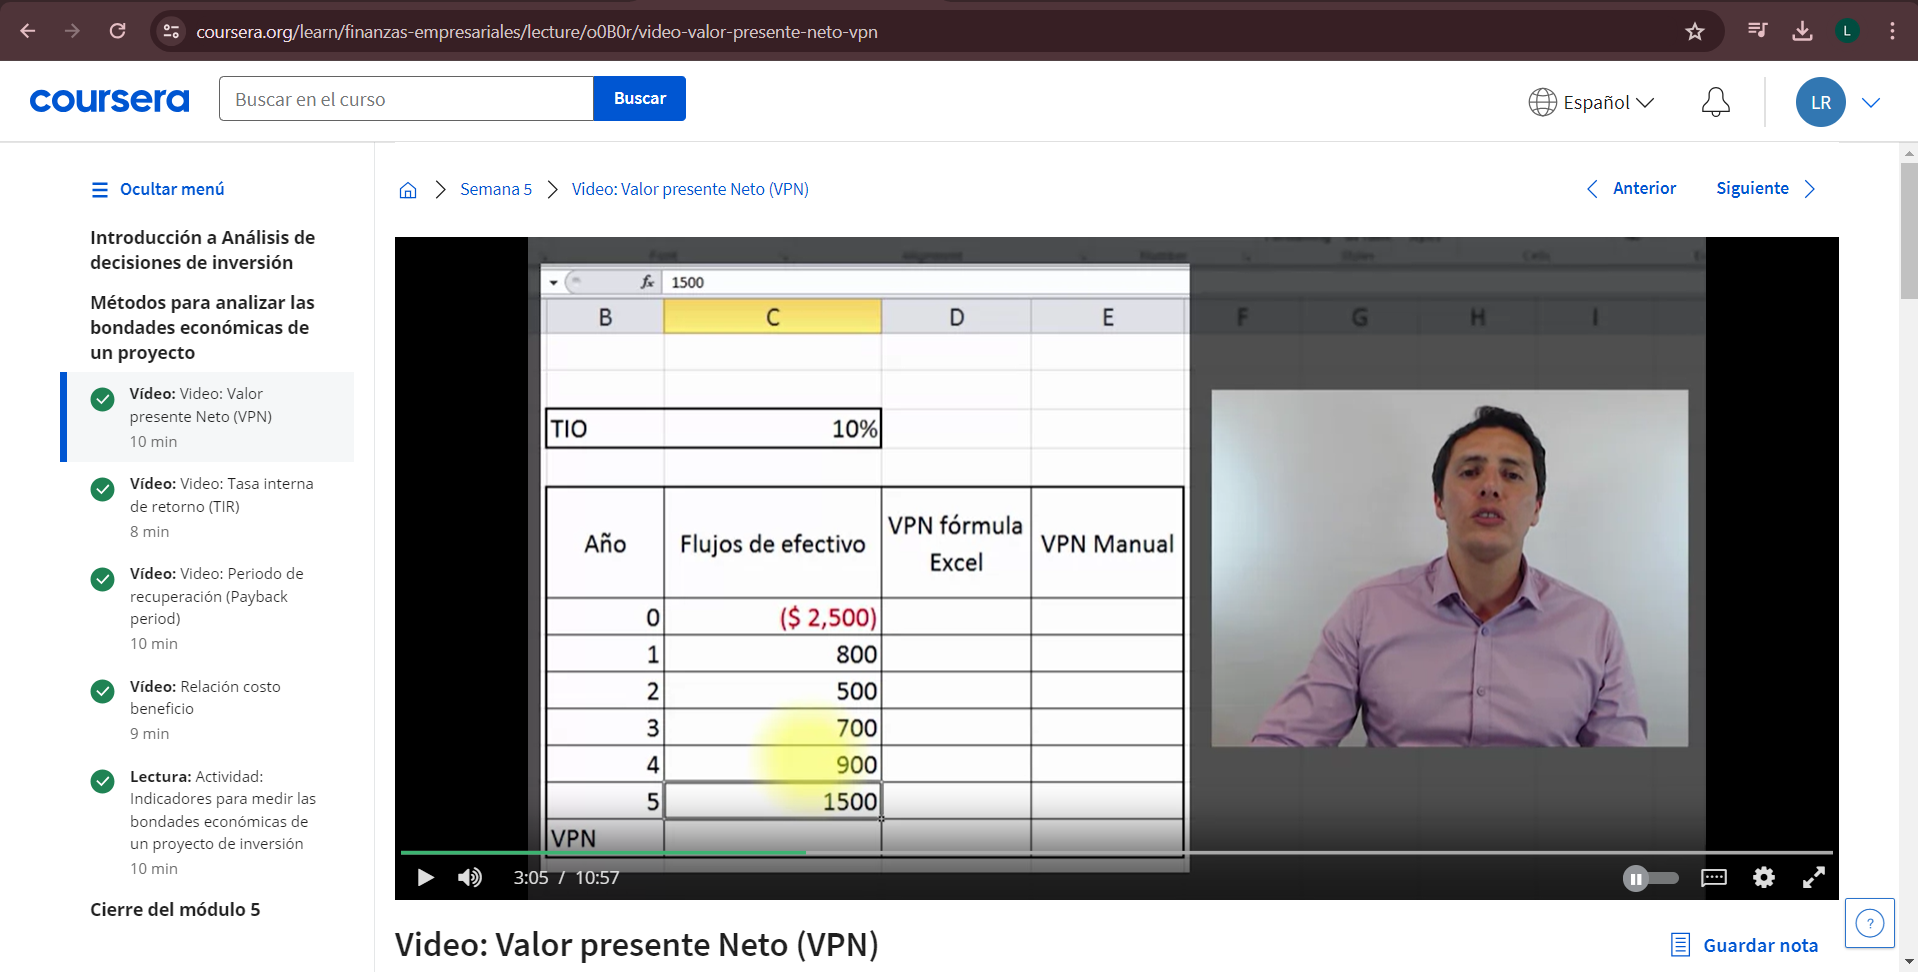 coursera.org/learn/finanzas-empresariales/lecture/o0B0r/video-valor-presente-neto-vpn
L
coursera
Buscar en el curso
Buscar
Español
LR
Ocultar menú
Introducción a Análisis de
decisiones de inversión
Métodos para analizar las
bondades económicas de
un proyecto
Vídeo: Video: Valor
presente Neto (VPN)
10 min
Vídeo: Video: Tasa interna
de retorno (TIR)
8 min
Vídeo: Video: Periodo de
recuperación (Payback
period)
10 min
Vídeo: Relación costo
beneficio
9 min
Lectura: Actividad:
Indicadores para medir las
bondades económicas de
un proyecto de inversión
10 min
Cierre del módulo 5
Semana 5
Video: Valor presente Neto (VPN)
Anterior
Siguiente
Font Alignment Number Styles Cells
fx 1500
B C D E F G H I
TIO 10%
Año Flujos de efectivo VPN fórmula Excel VPN Manual
0 ($ 2,500)
1 800
2 500
3 700
4 900
5 1500
VPN
3:05 / 10:57
Video: Valor presente Neto (VPN)
Guardar nota
?